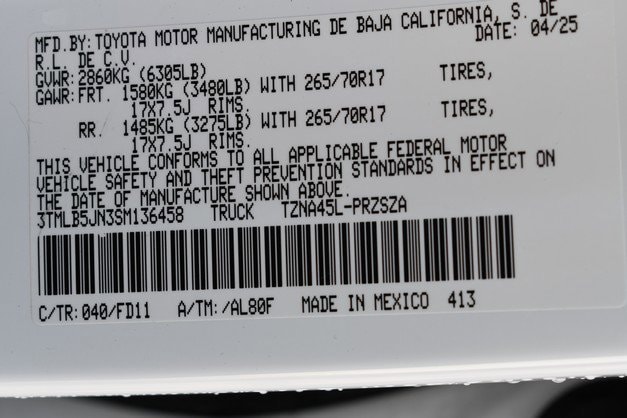 MFD.BY:TOYOTA MOTOR MANUFACTURING DE BAJA CALIFORNIA, S. DE
R.L. DE C.V. DATE: 04/25
GVWR:2860KG (6305LB)
GAWR:FRT. 1580KG (3480LB) WITH 265/70R17 TIRES,
17X7.5J RIMS.
RR. 1485KG (3275LB) WITH 265/70R17 TIRES,
17X7.5J RIMS.
THIS VEHICLE CONFORMS TO ALL APPLICABLE FEDERAL MOTOR
VEHICLE SAFETY AND THEFT PREVENTION STANDARDS IN EFFECT ON
THE DATE OF MANUFACTURE SHOWN ABOVE.
3TMLB5JN3SM136458 TRUCK TZNA45L-PRZSZA
C/TR:040/FD11 A/TM:/AL80F MADE IN MEXICO 413